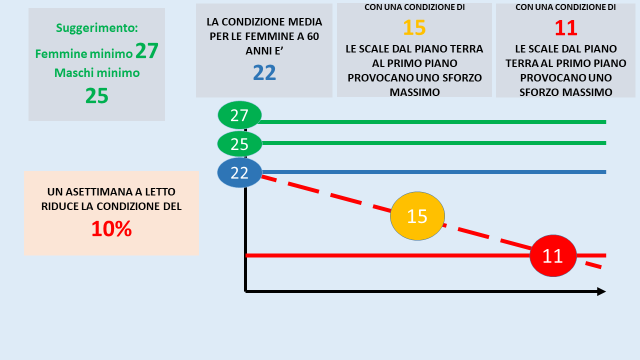 Suggerimento:
Femmine minimo 27
Maschi minimo
25
LA CONDIZIONE MEDIA
PER LE FEMMINE A 60
ANNI E’
22
CON UNA CONDIZIONE DI
15
LE SCALE DAL PIANO TERRA
AL PRIMO PIANO
PROVOCANO UNO SFORZO
MASSIMO
CON UNA CONDIZIONE DI
11
LE SCALE DAL PIANO
TERRA AL PRIMO PIANO
PROVOCANO UNO
SFORZO MASSIMO
27
25
22
15
11
UN ASETTIMANA A LETTO
RIDUCE LA CONDIZIONE DEL
10%